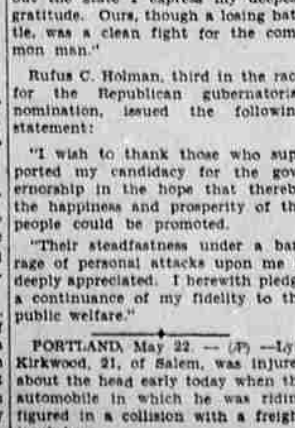 gratitude. Ours, though a losing bat-
tle, was a clean fight for the com-
mon man."
Rufus C. Holman, third in the rac
for the Republican gubernatoria
nomination, issued the followin
statement:
"I wish to thank those who sup
ported my candidacy for the gov
ernorship in the hope that thereb
the happiness and prosperity of th
people could be promoted.
"Their steadfastness under a bar
rage of personal attacks upon me
deeply appreciated. I herewith pledg
a continuance of my fidelity to th
public welfare."
PORTLAND, May 22. — (P) —Ly
Kirkwood, 21, of Salem, was injure
about the head early today when th
automobile in which he was ridin
figured in a collision with a freigh